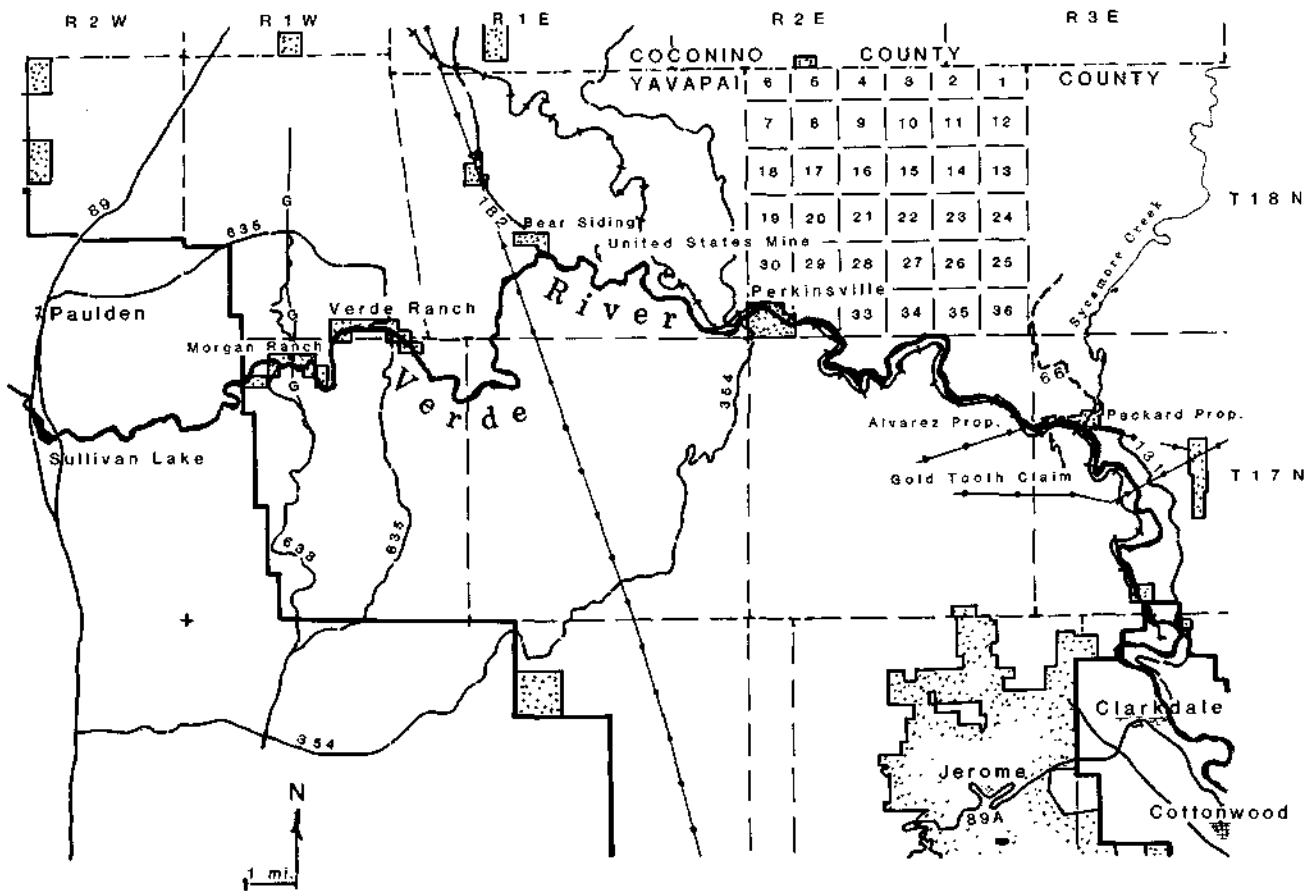 R 2 W R 1 W R 1 E R 2 E R 3 E
COCONINO COUNTY
YAVAPAI COUNTY
6 5 4 3 2 1
7 8 9 10 11 12
18 17 16 15 14 13
19 20 21 22 23 24
30 29 28 27 26 25
33 34 35 36
T 18 N
89
635
G
182
Bear Siding
United States Mine
Sycamore Creek
Paulden
Verde Ranch
G
River
Perkinsville
Morgan Ranch
G
Verde
354
66
Alvarez Prop.
Packard Prop.
131
Sullivan Lake
Gold Tooth Claim
T 17 N
638
635
354
Clarkdale
Jerome
89A
Cottonwood
N
1 mi.